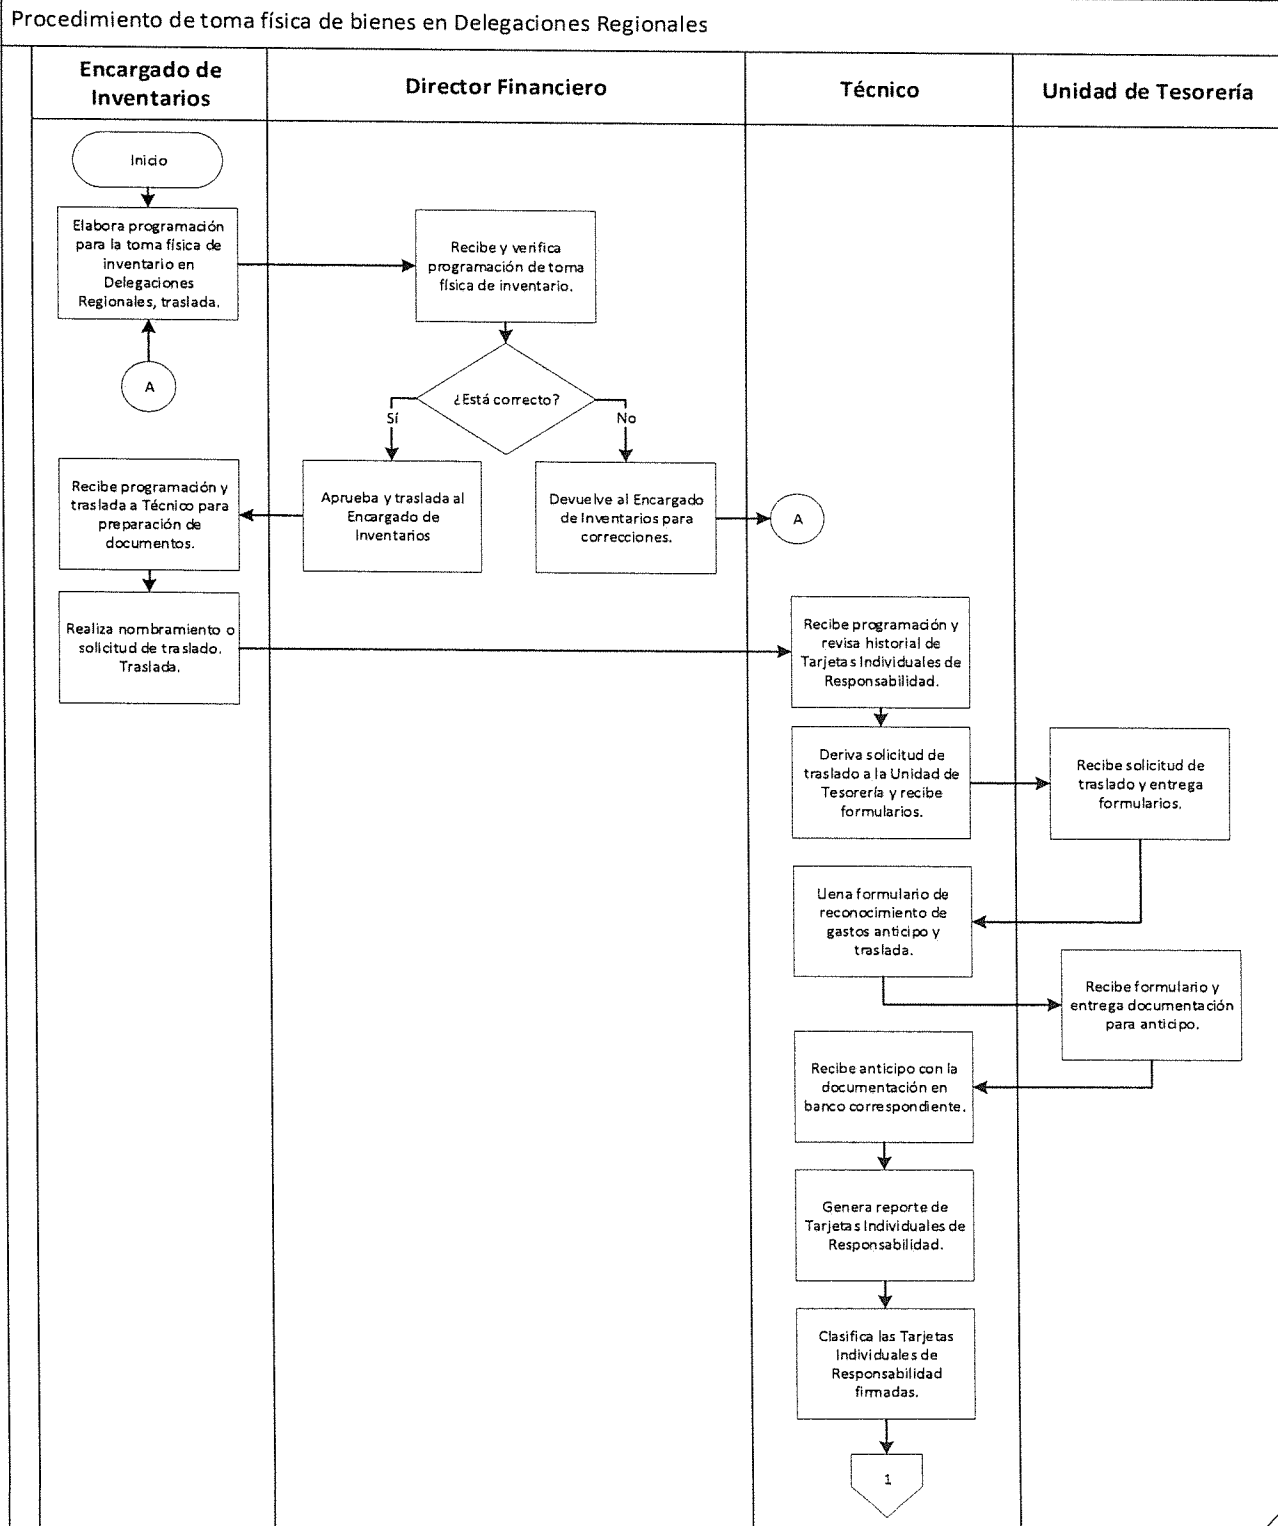 Procedimiento de toma física de bienes en Delegaciones Regionales
Encargado de
Inventarios
Director Financiero
Técnico
Unidad de Tesorería
Inicio
Elabora programación
para la toma física de
inventario en
Delegaciones
Regionales, traslada.
Recibe y verifica
programación de toma
física de inventario.
A
¿Está correcto?
Sí
No
Recibe programación y
traslada a Técnico para
preparación de
documentos.
Aprueba y traslada al
Encargado de
Inventarios
Devuelve al Encargado
de Inventarios para
correcciones.
A
Realiza nombramiento o
solicitud de traslado.
Traslada.
Recibe programación y
revisa historial de
Tarjetas Individuales de
Responsabilidad.
Deriva solicitud de
traslado a la Unidad de
Tesorería y recibe
formularios.
Recibe solicitud de
traslado y entrega
formularios.
Llena formulario de
reconocimiento de
gastos anticipo y
traslada.
Recibe formulario y
entrega documentación
para anticipo.
Recibe anticipo con la
documentación en
banco correspondiente.
Genera reporte de
Tarjetas Individuales de
Responsabilidad.
Clasifica las Tarjetas
Individuales de
Responsabilidad
firmadas.
1